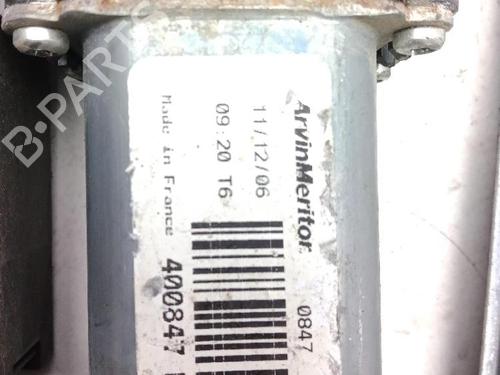 ArvinMeritor
0847
11/12/06
09:20 T6
Made in France
400847
B-PARTS